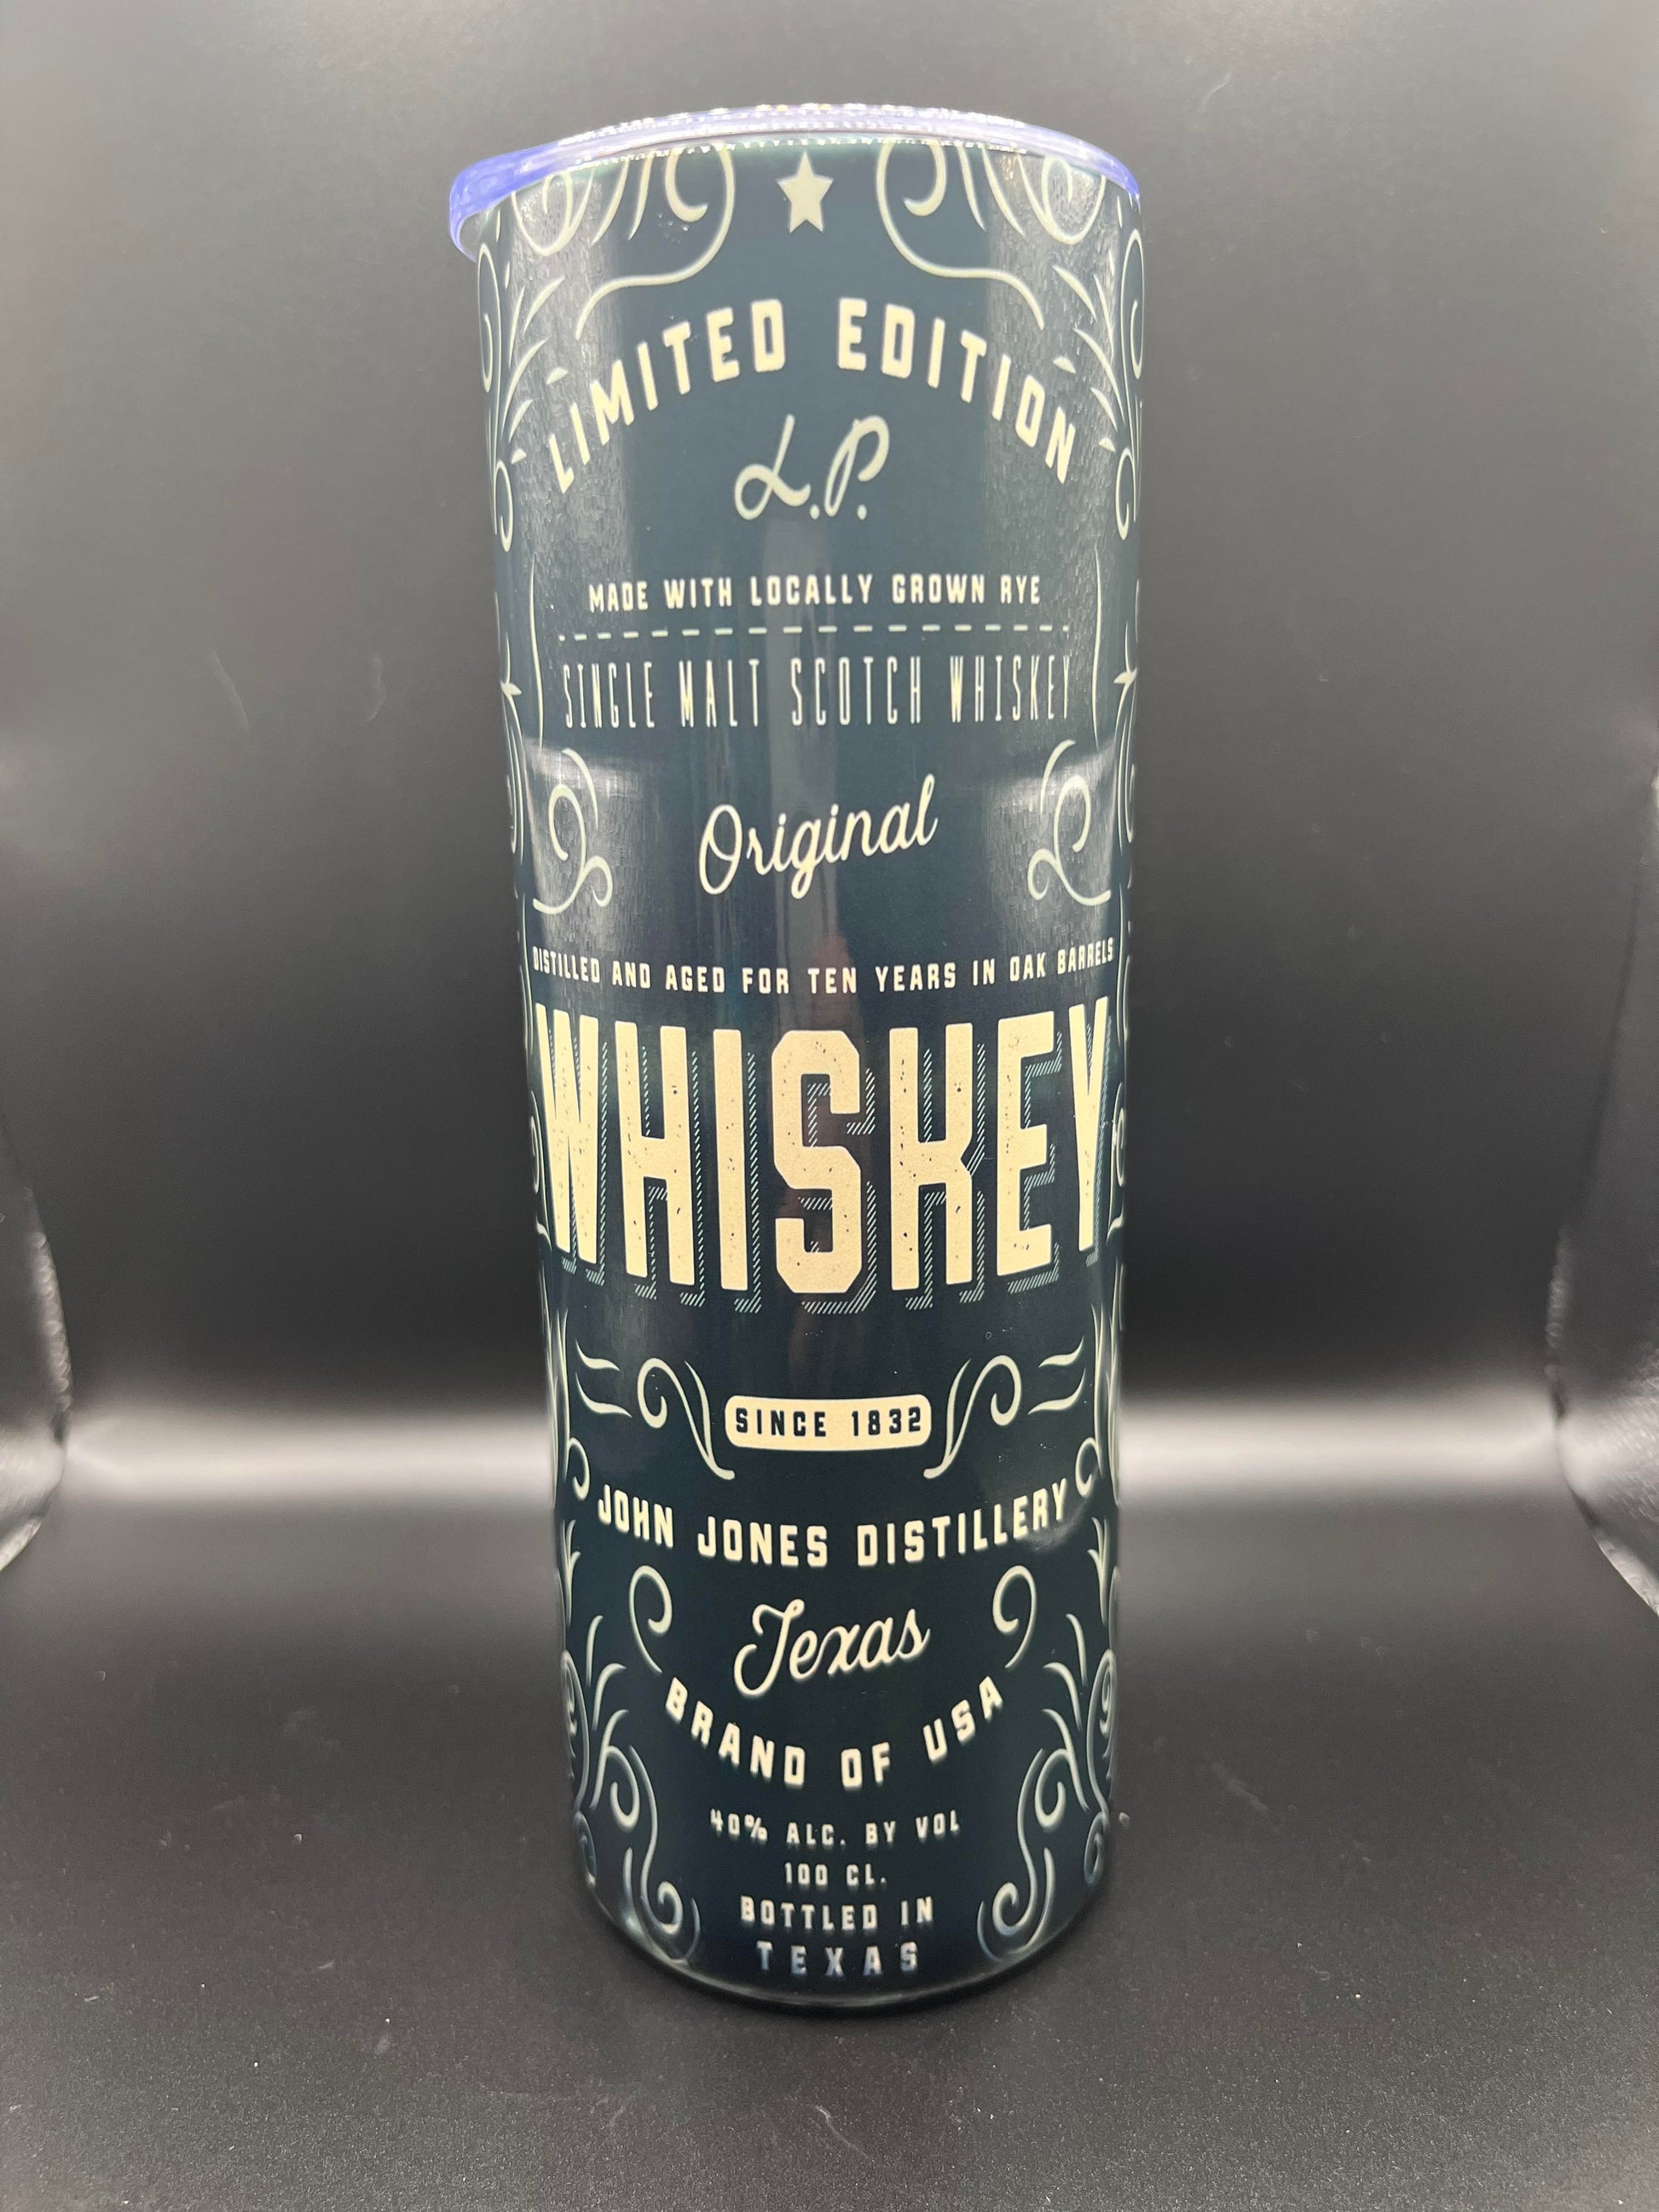 LIMITED EDITION
L.P.
MADE WITH LOCALLY GROWN RYE
SINGLE MALT SCOTCH WHISKEY
Original
DISTILLED AND AGED FOR TEN YEARS IN OAK BARRELS
WHISKEY
SINCE 1832
JOHN JONES DISTILLERY
Texas
BRAND OF USA
40% ALC. BY VOL
100 CL.
BOTTLED IN
TEXAS